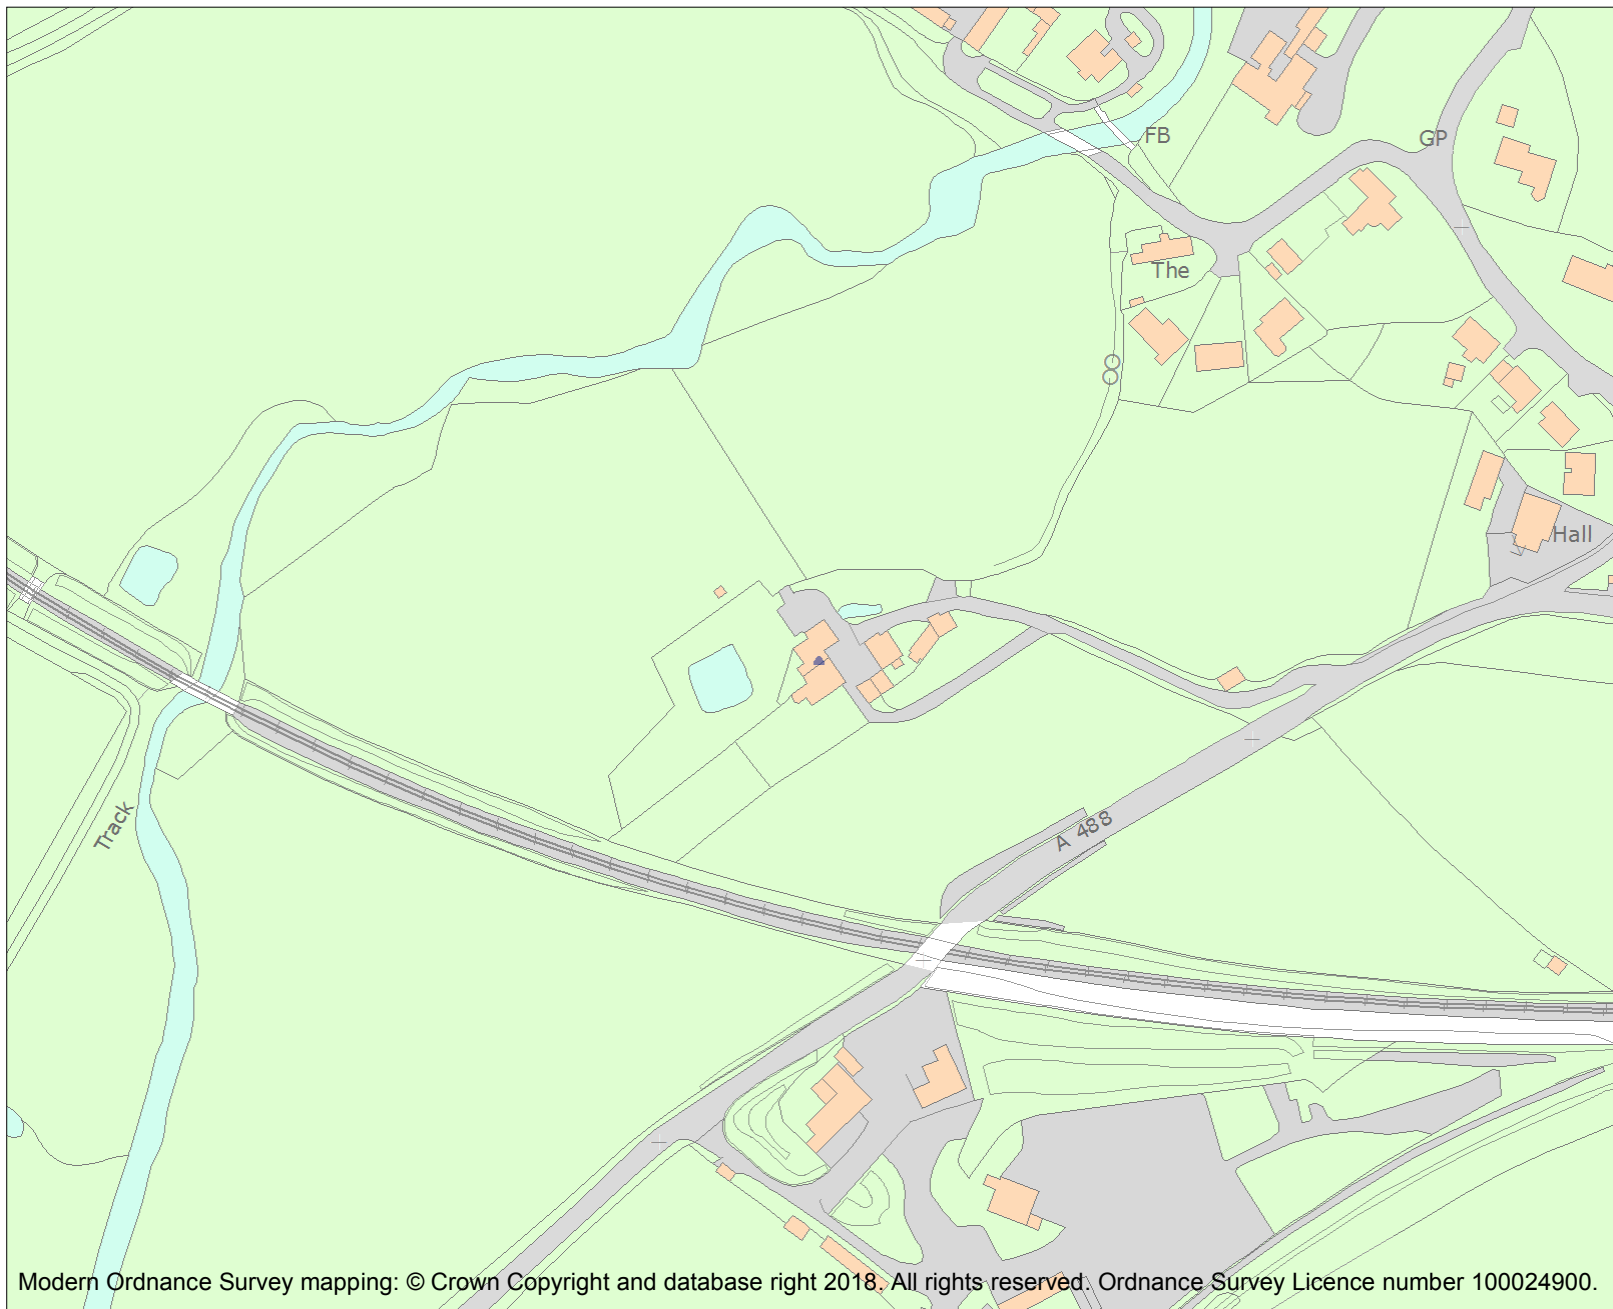 FB
GP
The
Hall
Track
A 488
Modern Ordnance Survey mapping: © Crown Copyright and database right 2018. All rights reserved. Ordnance Survey Licence number 100024900.